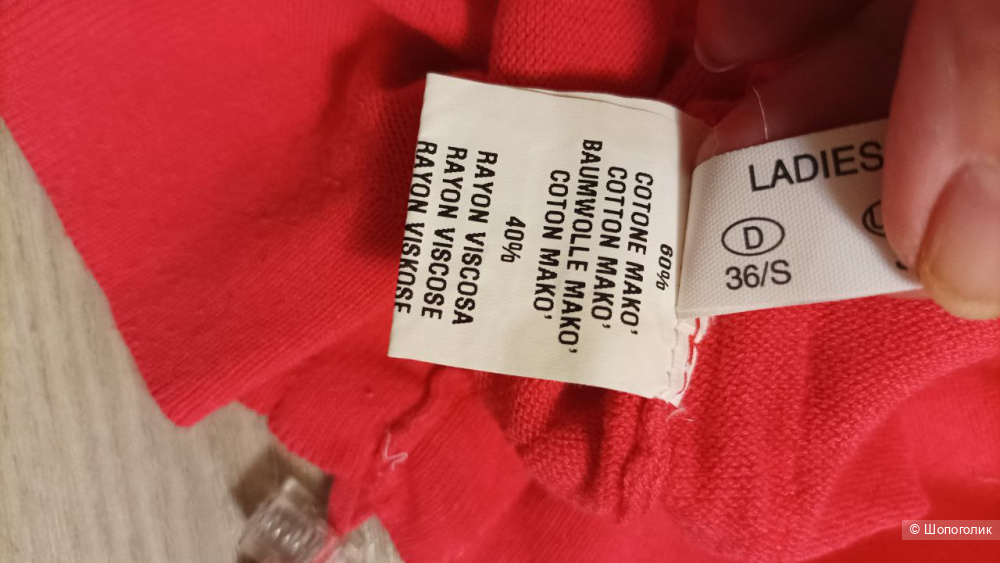 60%
COTONE MAKO'
COTTON MAKO'
BAUMWOLLE MAKO'
COTON MAKO'
40%
RAYON VISCOSA
RAYON VISCOSE
RAYON VISKOSE
LADIES
D
36/S
© Шопоголик